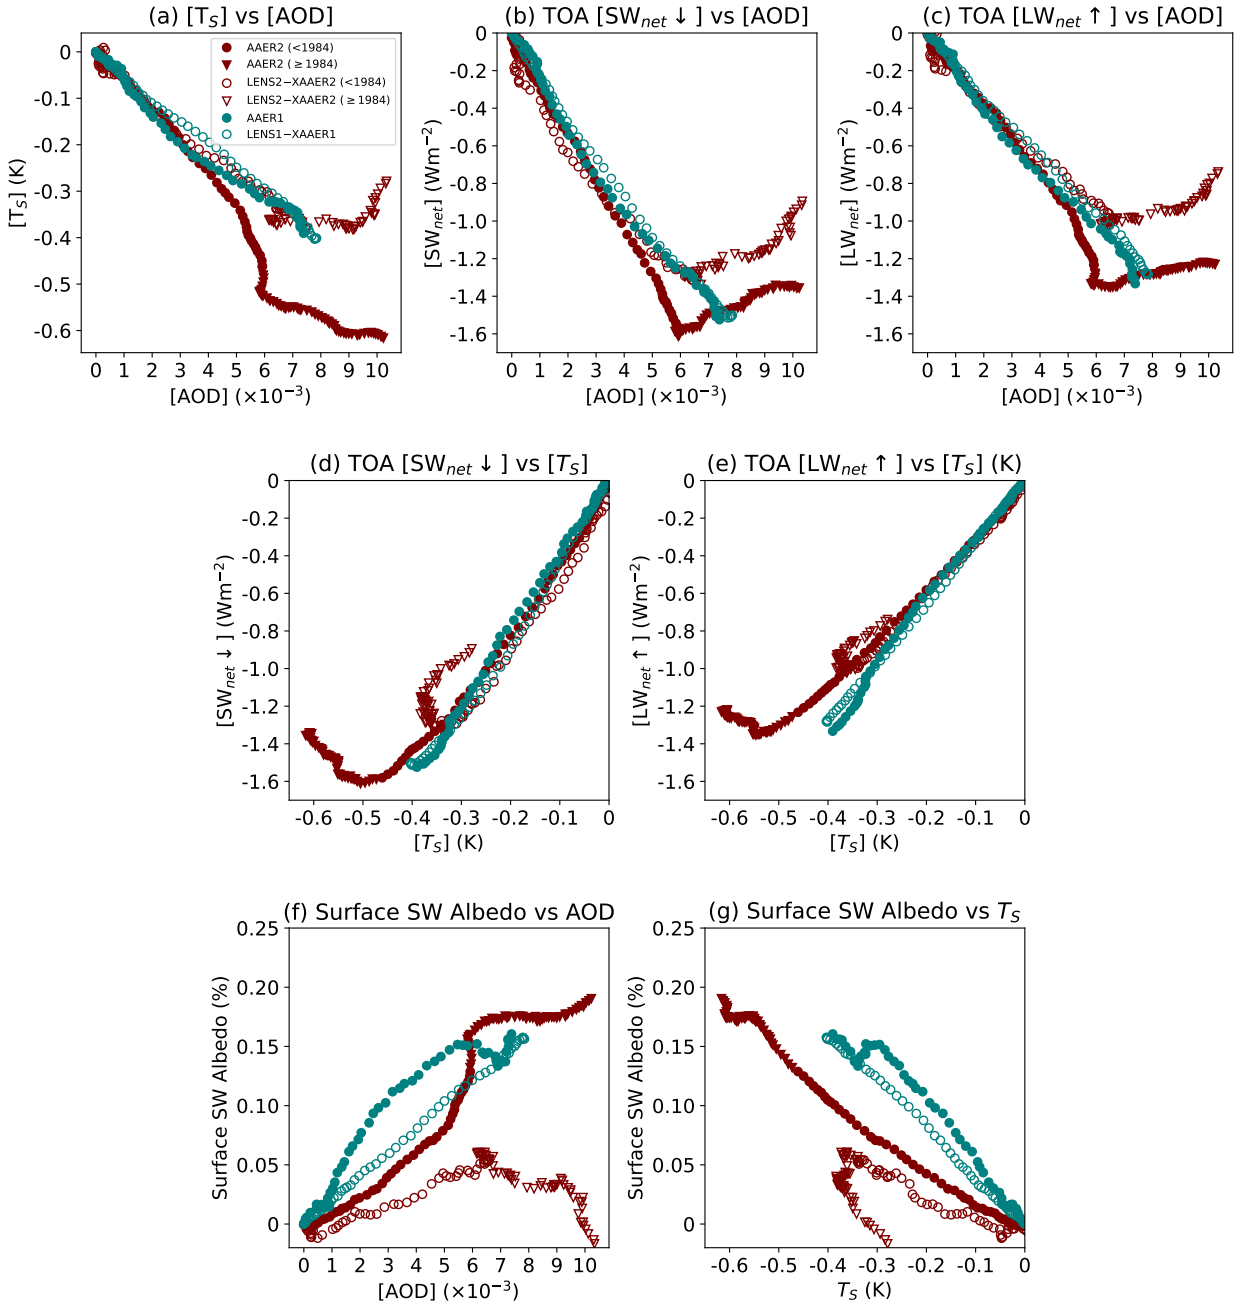 (a) [T_S] vs [AOD]
(b) TOA [SW_net ↓ ] vs [AOD]
(c) TOA [LW_net ↑ ] vs [AOD]
AAER2 (<1984)
AAER2 (≥1984)
LENS2−XAAER2 (<1984)
LENS2−XAAER2 (≥1984)
AAER1
LENS1−XAAER1
[T_S] (K)
0
-0.1
-0.2
-0.3
-0.4
-0.5
-0.6
0 1 2 3 4 5 6 7 8 9 10
[AOD] (×10⁻³)
[SW_net] (Wm⁻²)
0
-0.2
-0.4
-0.6
-0.8
-1.0
-1.2
-1.4
-1.6
0 1 2 3 4 5 6 7 8 9 10
[AOD] (×10⁻³)
[LW_net] (Wm⁻²)
0
-0.2
-0.4
-0.6
-0.8
-1.0
-1.2
-1.4
-1.6
0 1 2 3 4 5 6 7 8 9 10
[AOD] (×10⁻³)
(d) TOA [SW_net ↓ ] vs [T_S]
[SW_net ↓ ] (Wm⁻²)
0
-0.2
-0.4
-0.6
-0.8
-1.0
-1.2
-1.4
-1.6
-0.6 -0.5 -0.4 -0.3 -0.2 -0.1 0
[T_S] (K)
(e) TOA [LW_net ↑ ] vs [T_S] (K)
[LW_net ↑ ] (Wm⁻²)
0
-0.2
-0.4
-0.6
-0.8
-1.0
-1.2
-1.4
-1.6
-0.6 -0.5 -0.4 -0.3 -0.2 -0.1 0
[T_S] (K)
(f) Surface SW Albedo vs AOD
Surface SW Albedo (%)
0.25
0.20
0.15
0.10
0.05
0
0 1 2 3 4 5 6 7 8 9 10
[AOD] (×10⁻³)
(g) Surface SW Albedo vs T_S
Surface SW Albedo (%)
0.25
0.20
0.15
0.10
0.05
0
-0.6 -0.5 -0.4 -0.3 -0.2 -0.1 0
T_S (K)